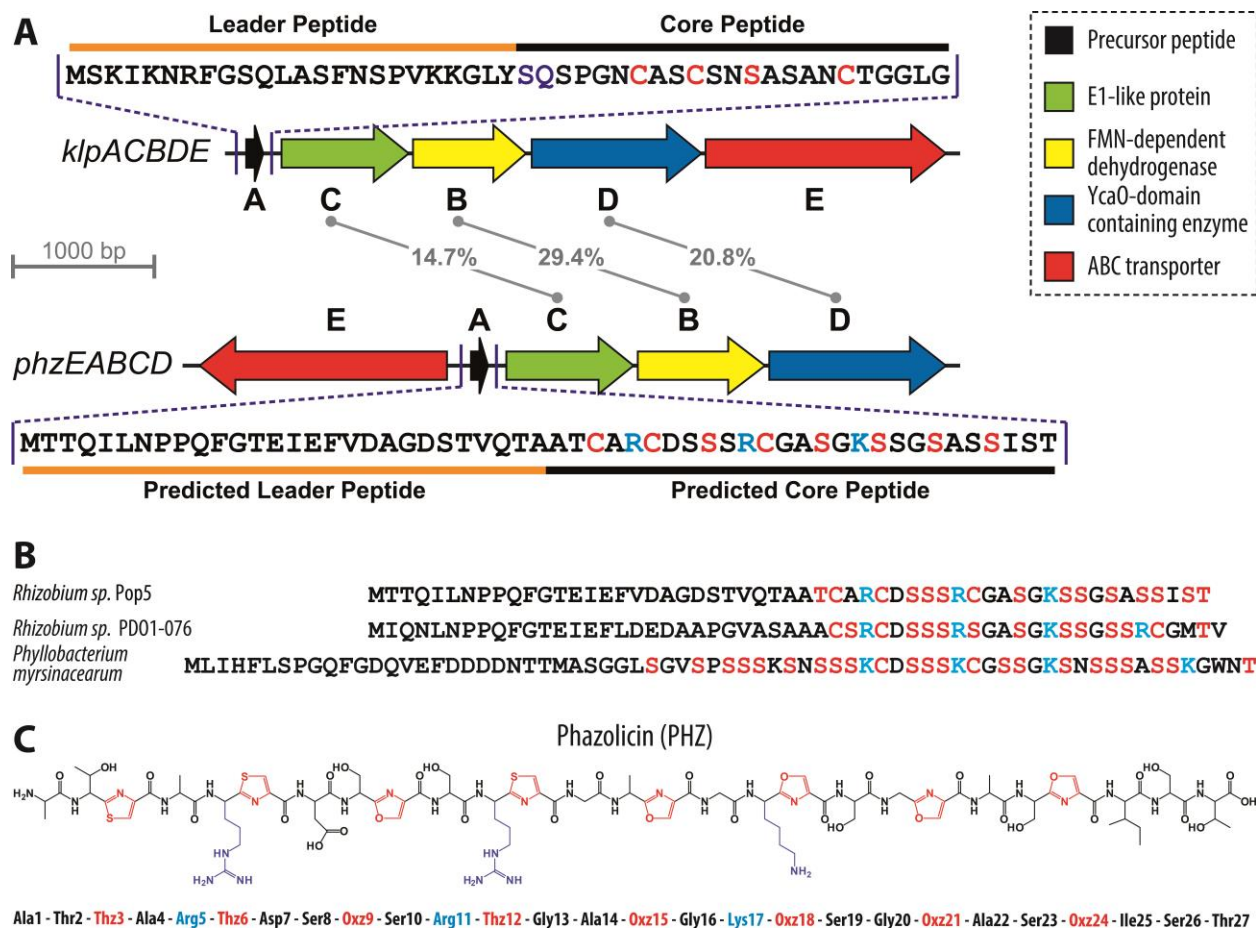 A
Leader Peptide Core Peptide
MSKIKNRFGSQLASFNSPVKKGLYSQSPGNCASCSNSASANCTGGLG
klpACBDE
A C B D E
1000 bp
14.7% 29.4% 20.8%
E A C B D
phzEABCD
MTTQILNPPQFGTEIEFVDAGDSTVQTAATCARCDSSSRCGASGKSSGSASSIST
Predicted Leader Peptide Predicted Core Peptide
Precursor peptide
E1-like protein
FMN-dependent
dehydrogenase
YcaO-domain
containing enzyme
ABC transporter
B
Rhizobium sp. Pop5 MTTQILNPPQFGTEIEFVDAGDSTVQTAATCARCDSSSRCGASGKSSGSASSIST
Rhizobium sp. PD01-076 MIQNLNPPQFGTEIEFLDEDAAPGVASAAACSRCDSSSRSGASGKSSGSSRCGMTV
Phyllobacterium
myrsinacearum MLIHFLSPGQFGDQVEFDDDDNTTMASGGLSGVSPSSSKSNSSSKCDSSSKCGSSGKSNSSSASSKGWNT
C
Phazolicin (PHZ)
Ala1 - Thr2 - Thz3 - Ala4 - Arg5 - Thz6 - Asp7 - Ser8 - Oxz9 - Ser10 - Arg11 - Thz12 - Gly13 - Ala14 - Oxz15 - Gly16 - Lys17 - Oxz18 - Ser19 - Gly20 - Oxz21 - Ala22 - Ser23 - Oxz24 - Ile25 - Ser26 - Thr27